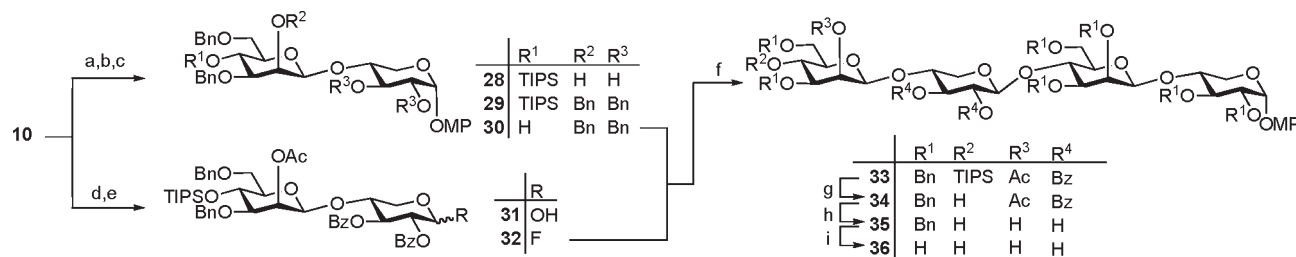 10
a,b,c
OR²
BnO
R¹O
BnO
O
O
O
O
R³O
R³O
OMP
R¹ R² R³
28 TIPS H H
29 TIPS Bn Bn
30 H Bn Bn
d,e
OAc
BnO
TIPSO
BnO
O
O
O
R
BzO
BzO
R
31 OH
32 F
f
OR³
R¹O
R²O
R¹O
O
O
O
R⁴O
R⁴O
O
OR¹
R¹O
O
R¹O
O
O
O
R¹O
R¹O
OMP
R¹ R² R³ R⁴
33 Bn TIPS Ac Bz
g
34 Bn H Ac Bz
h
35 Bn H H H
i
36 H H H H